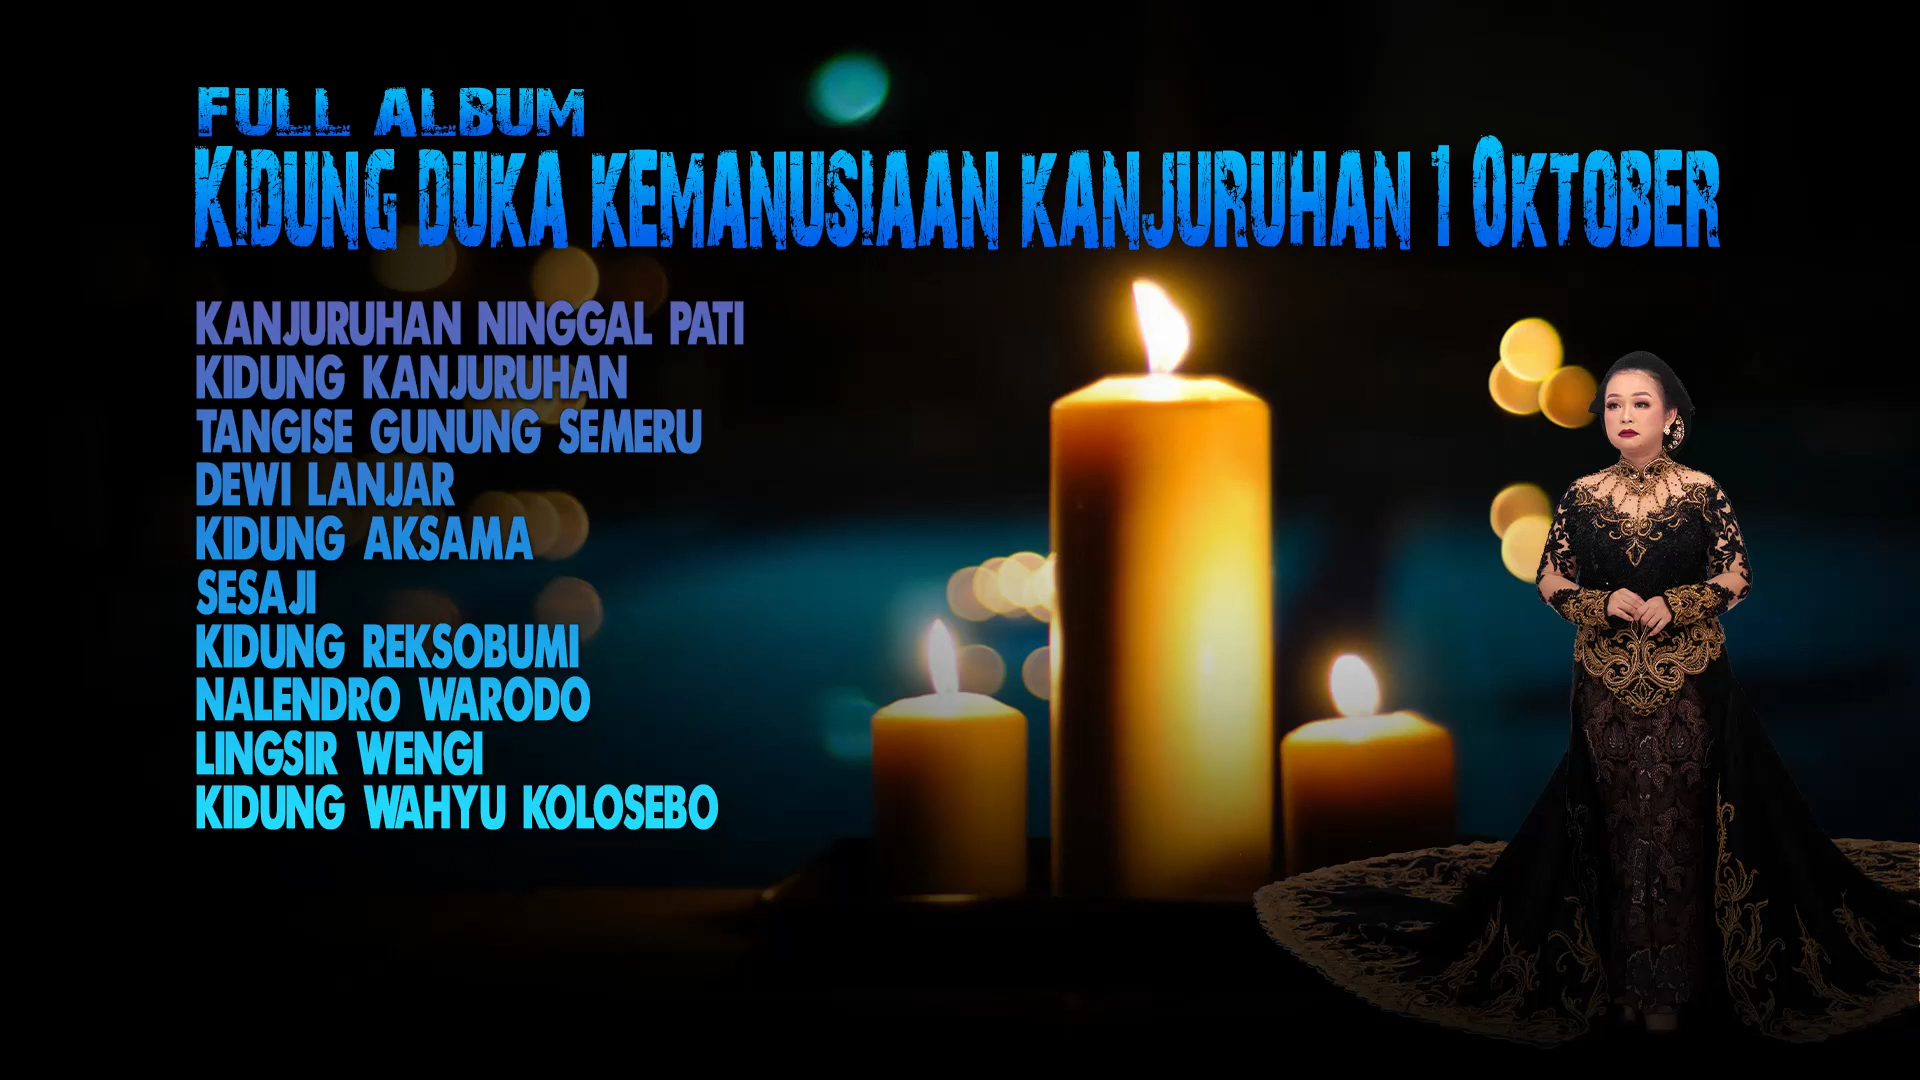 FULL ALBUM
KIDUNG DUKA KEMANUSIAAN KANJURUHAN 1 OKTOBER
KANJURUHAN NINGGAL PATI
KIDUNG KANJURUHAN
TANGISE GUNUNG SEMERU
DEWI LANJAR
KIDUNG AKSAMA
SESAJI
KIDUNG REKSOBUMI
NALENDRO WARODO
LINGSIR WENGI
KIDUNG WAHYU KOLOSEBO